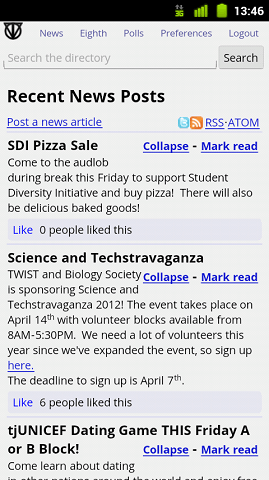 13:46
News Eighth Polls Preferences Logout
Search the directory Search
Recent News Posts
Post a news article RSS·ATOM
SDI Pizza Sale Collapse - Mark read
Come to the audlob
during break this Friday to support Student
Diversity Initiative and buy pizza! There will also
be delicious baked goods!
Like 0 people liked this
Science and Techstravaganza
TWIST and Biology Society Collapse - Mark read
is sponsoring Science and
Techstravaganza 2012! The event takes place on
April 14th with volunteer blocks available from
8AM-5:30PM. We need a lot of volunteers this
year since we've expanded the event, so sign up
here.
The deadline to sign up is April 7th.
Like 6 people liked this
tjUNICEF Dating Game THIS Friday A
or B Block! Collapse - Mark read
Come learn about dating
in other nations around the world and enjoy free